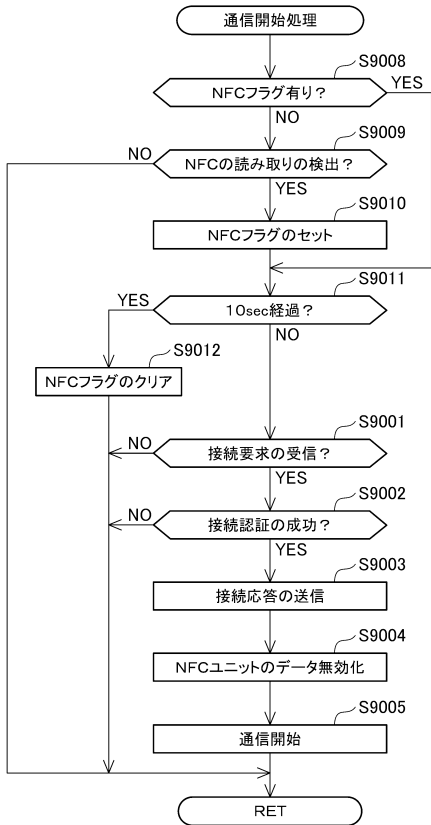 通信開始処理
S9008
NFCフラグ有り？
YES
NO
S9009
NO
NFCの読み取りの検出？
YES
S9010
NFCフラグのセット
S9011
YES
10sec経過？
NO
S9012
NFCフラグのクリア
S9001
NO
接続要求の受信？
YES
S9002
NO
接続認証の成功？
YES
S9003
接続応答の送信
S9004
NFCユニットのデータ無効化
S9005
通信開始
RET